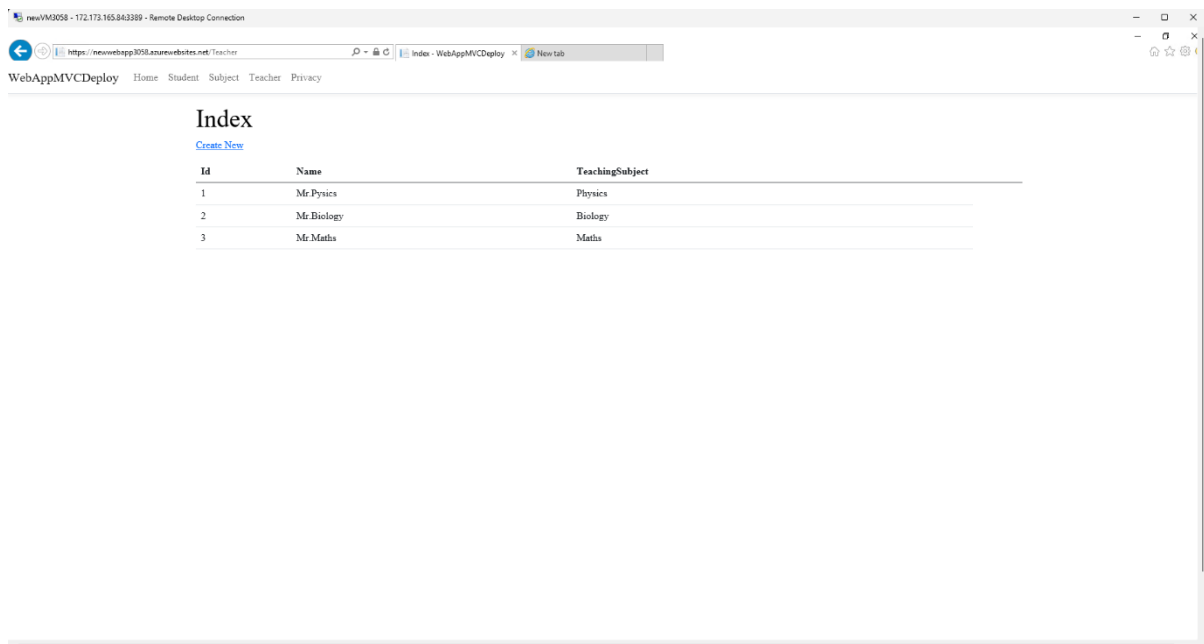 newVM3058 - 172.173.165.84:3389 - Remote Desktop Connection
https://newwebapp3058.azurewebsites.net/Teacher Index - WebAppMVCDeploy New tab
WebAppMVCDeploy Home Student Subject Teacher Privacy
Index
Create New
Id Name TeachingSubject
1 Mr.Pysics Physics
2 Mr.Biology Biology
3 Mr.Maths Maths